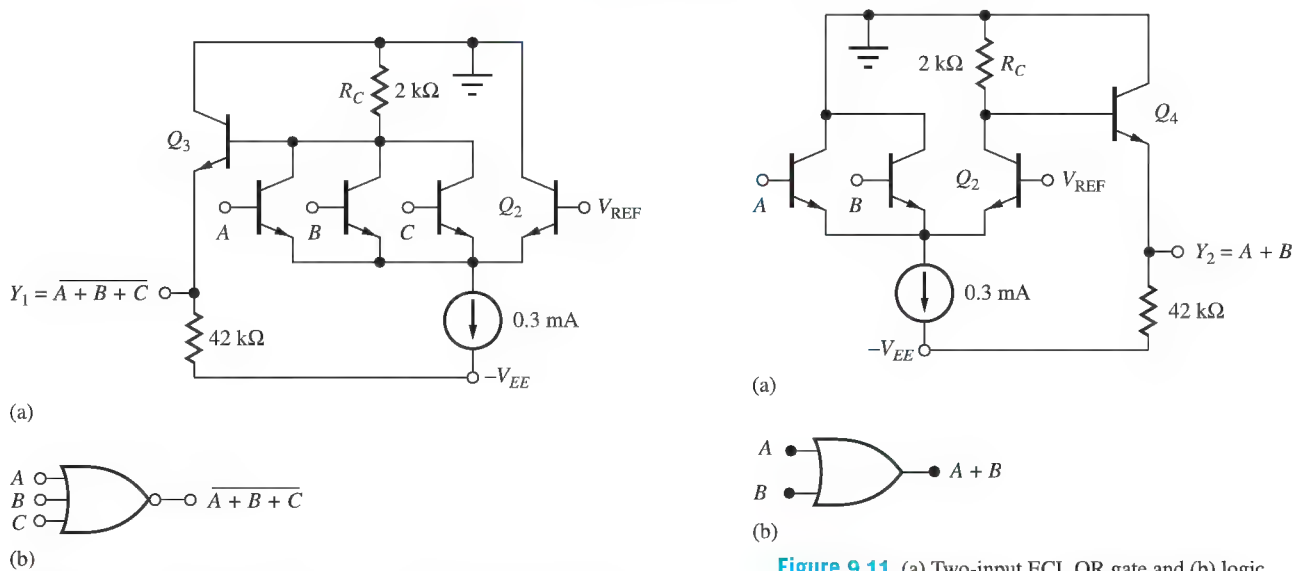 R_C
2 kΩ
Q_3
A
B
C
Q_2
V_REF
Y_1 = \overline{A + B + C}
0.3 mA
42 kΩ
–V_EE
(a)
A
B
C
\overline{A + B + C}
(b)
2 kΩ
R_C
Q_4
A
B
Q_2
V_REF
Y_2 = A + B
0.3 mA
42 kΩ
–V_EE
(a)
A
B
A + B
(b)
Figure 9.11 (a) Two-input ECL OR gate and (b) logic